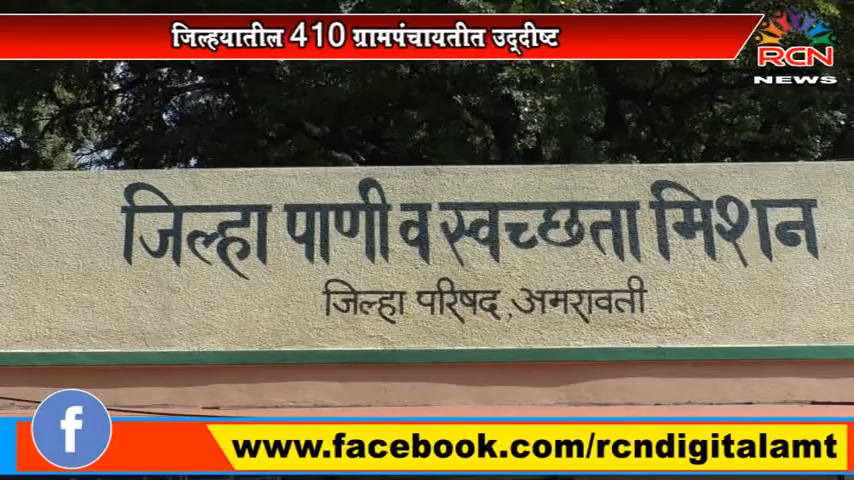 जिल्हयातील 410 ग्रामपंचायतीत उद्दीष्ट
RCN
NEWS
जिल्हा पाणी व स्वच्छता मिशन
जिल्हा परिषद, अमरावती
f
www.facebook.com/rcndigitalamt